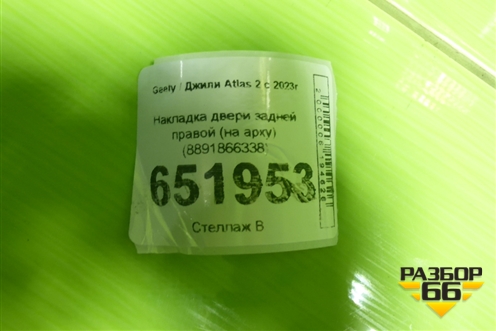 Geely / Джили Atlas 2 с 2023г
Накладка двери задней
правой (на арку)
(8891866338)
651953
Стеллаж В
РАЗБОР
66